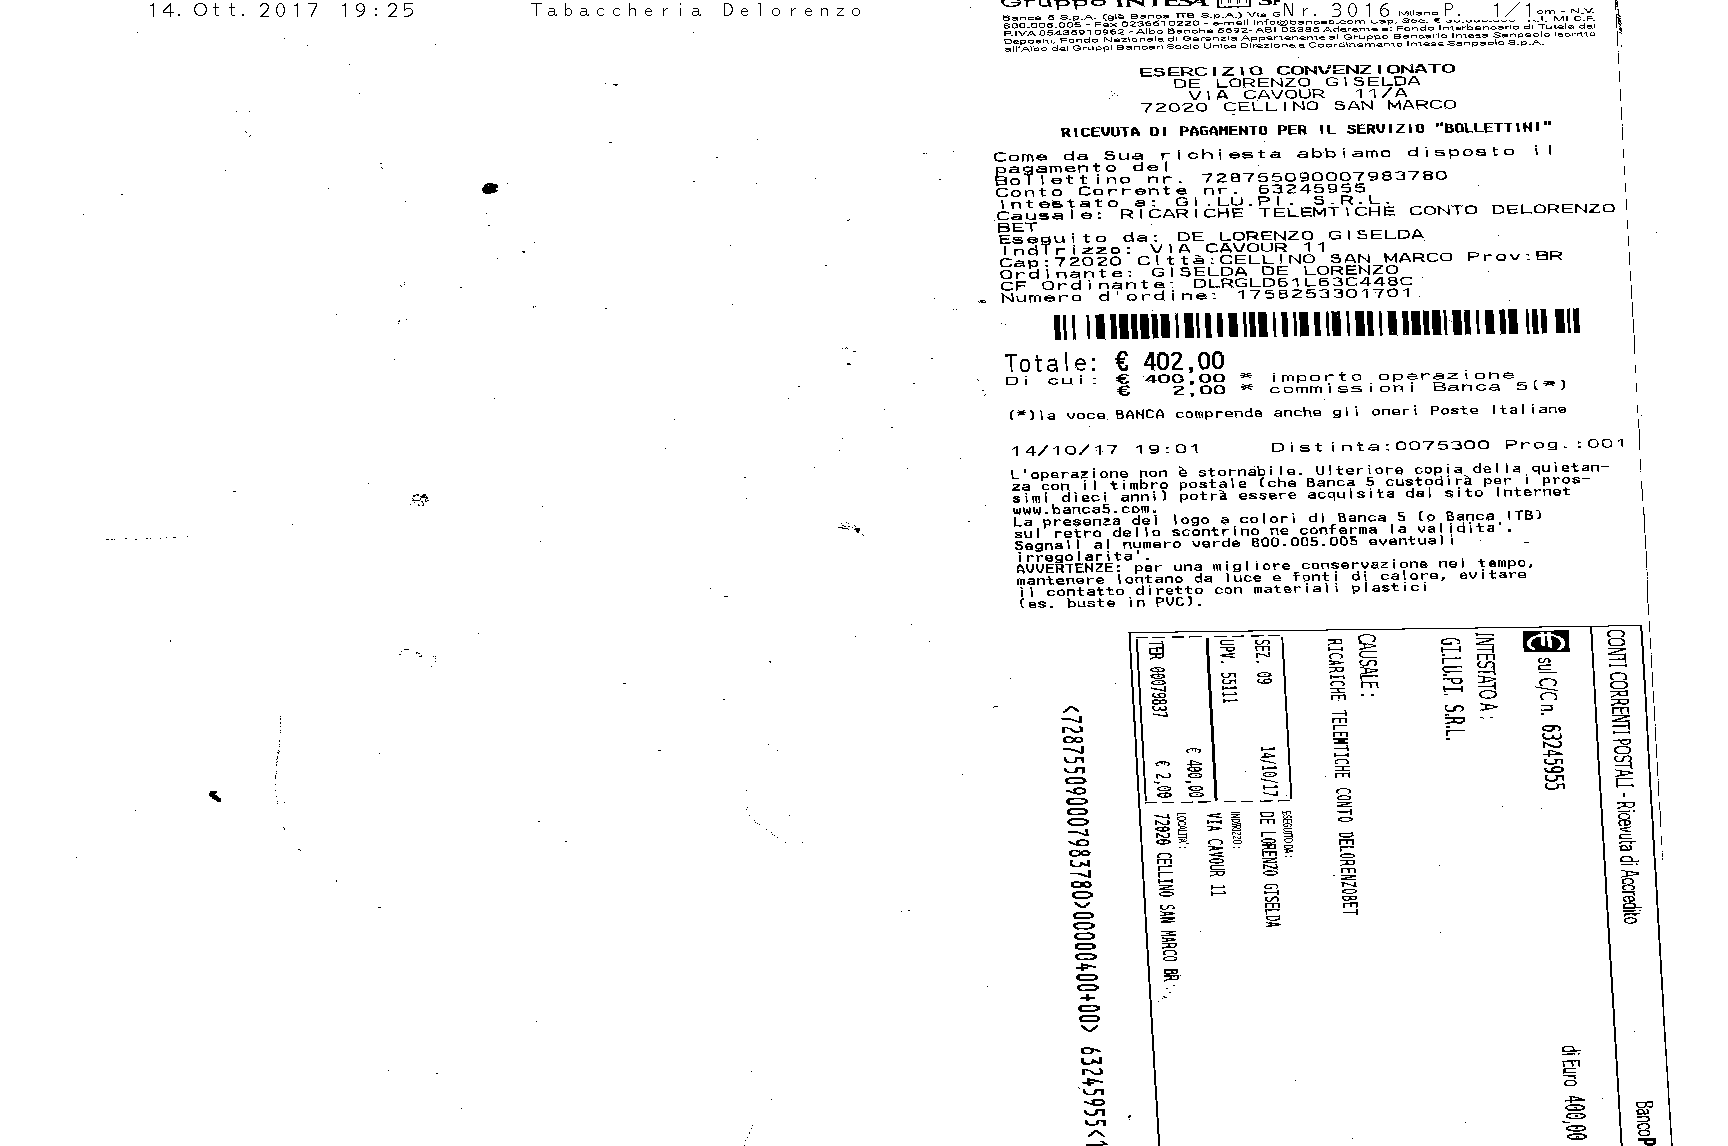 14. Ott. 2017 19:25 Tabaccheria Delorenzo Nr. 3016 P. 1/1
Gruppo INTESA
Banca 5 S.p.A. (già Banca ITB S.p.A.) Via Milano
800.005.005 - Fax 0236610220 - e-mail info@banca5.com Cap. Soc. € MI C.F.
P.IVA 05435910962 - Albo Banche 5692 - ABI 03385 Aderente a: Fondo Interbancario di Tutela dei
Depositi, Fondo Nazionale di Garanzia Appartenente al Gruppo Bancario Intesa Sanpaolo Iscritto
all'Albo dei Gruppi Bancari Socio Unico Direzione e Coordinamento Intesa Sanpaolo S.p.A.
ESERCIZIO CONVENZIONATO
DE LORENZO GISELDA
VIA CAVOUR 11/A
72020 CELLINO SAN MARCO
RICEVUTA DI PAGAMENTO PER IL SERVIZIO "BOLLETTINI"
Come da Sua richiesta abbiamo disposto il
pagamento del
Bollettino nr. 728755090007983780
Conto Corrente nr. 63245955
Intestato a: GI.LU.PI. S.R.L.
Causale: RICARICHE TELEMTICHE CONTO DELORENZO
BET
Eseguito da: DE LORENZO GISELDA
Indirizzo: VIA CAVOUR 11
Cap:72020 Città:CELLINO SAN MARCO Prov:BR
Ordinante: GISELDA DE LORENZO
CF Ordinante: DLRGLD61L63C448C
Numero d'ordine: 1758253301701
Totale: € 402,00
Di cui: € 400,00 * importo operazione
€ 2,00 * commissioni Banca 5(*)
(*)la voce BANCA comprende anche gli oneri Poste Italiane
14/10/17 19:01 Distinta:0075300 Prog.:001
L'operazione non è stornabile. Ulteriore copia della quietan-
za con il timbro postale (che Banca 5 custodirà per i pros-
simi dieci anni) potrà essere acquisita dal sito Internet
www.banca5.com.
La presenza del logo a colori di Banca 5 (o Banca ITB)
sul retro dello scontrino ne conferma la validita'.
Segnali al numero verde 800.005.005 eventuali
irregolarita'.
AVVERTENZE: per una migliore conservazione nel tempo,
mantenere lontano da luce e fonti di calore, evitare
il contatto diretto con materiali plastici
(es. buste in PVC).
CONTI CORRENTI POSTALI - Ricevuta di Accredito BancoP
sul C/C n. 63245955 di Euro 400,00
INTESTATO A:
GI.LU.PI. S.R.L.
CAUSALE:
RICARICHE TELEMTICHE CONTO DELORENZOBET
SEZ. 09 14/10/17
UPV. 55111
€ 400,00
TER 00079837 € 2,00
ESEGUITO DA:
DE LORENZO GISELDA
INDIRIZZO:
VIA CAVOUR 11
LOCALITA':
72020 CELLINO SAN MARCO BR
<728755090007983780>00000400+00> 63245955<1